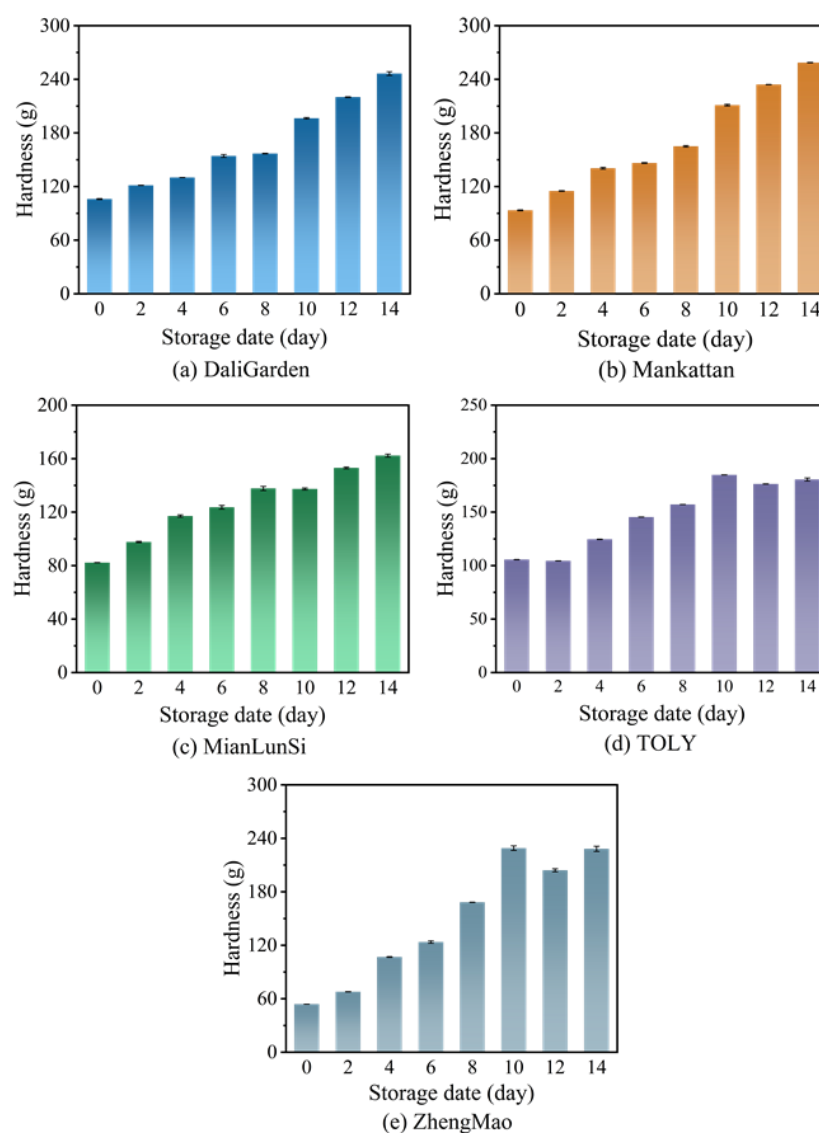 300
240
180
120
60
0
Hardness (g)
0 2 4 6 8 10 12 14
Storage date (day)
(a) DaliGarden
300
240
180
120
60
0
Hardness (g)
0 2 4 6 8 10 12 14
Storage date (day)
(b) Mankattan
200
160
120
80
40
0
Hardness (g)
0 2 4 6 8 10 12 14
Storage date (day)
(c) MianLunSi
250
200
150
100
50
0
Hardness (g)
0 2 4 6 8 10 12 14
Storage date (day)
(d) TOLY
300
240
180
120
60
0
Hardness (g)
0 2 4 6 8 10 12 14
Storage date (day)
(e) ZhengMao